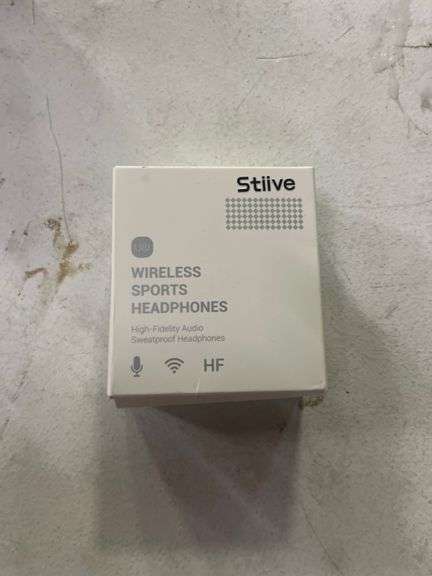 Stiive
WIRELESS
SPORTS
HEADPHONES
High-Fidelity Audio
Sweatproof Headphones
HF